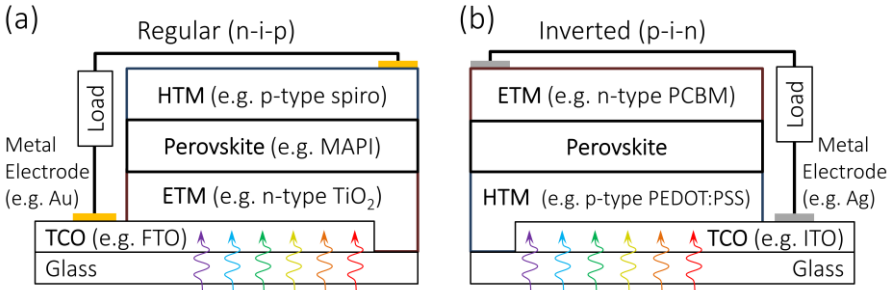 (a)
Regular (n-i-p)
HTM (e.g. p-type spiro)
Load
Perovskite (e.g. MAPI)
Metal
Electrode
(e.g. Au)
ETM (e.g. n-type TiO₂)
TCO (e.g. FTO)
Glass
(b)
Inverted (p-i-n)
ETM (e.g. n-type PCBM)
Load
Perovskite
Metal
Electrode
(e.g. Ag)
HTM (e.g. p-type PEDOT:PSS)
TCO (e.g. ITO)
Glass